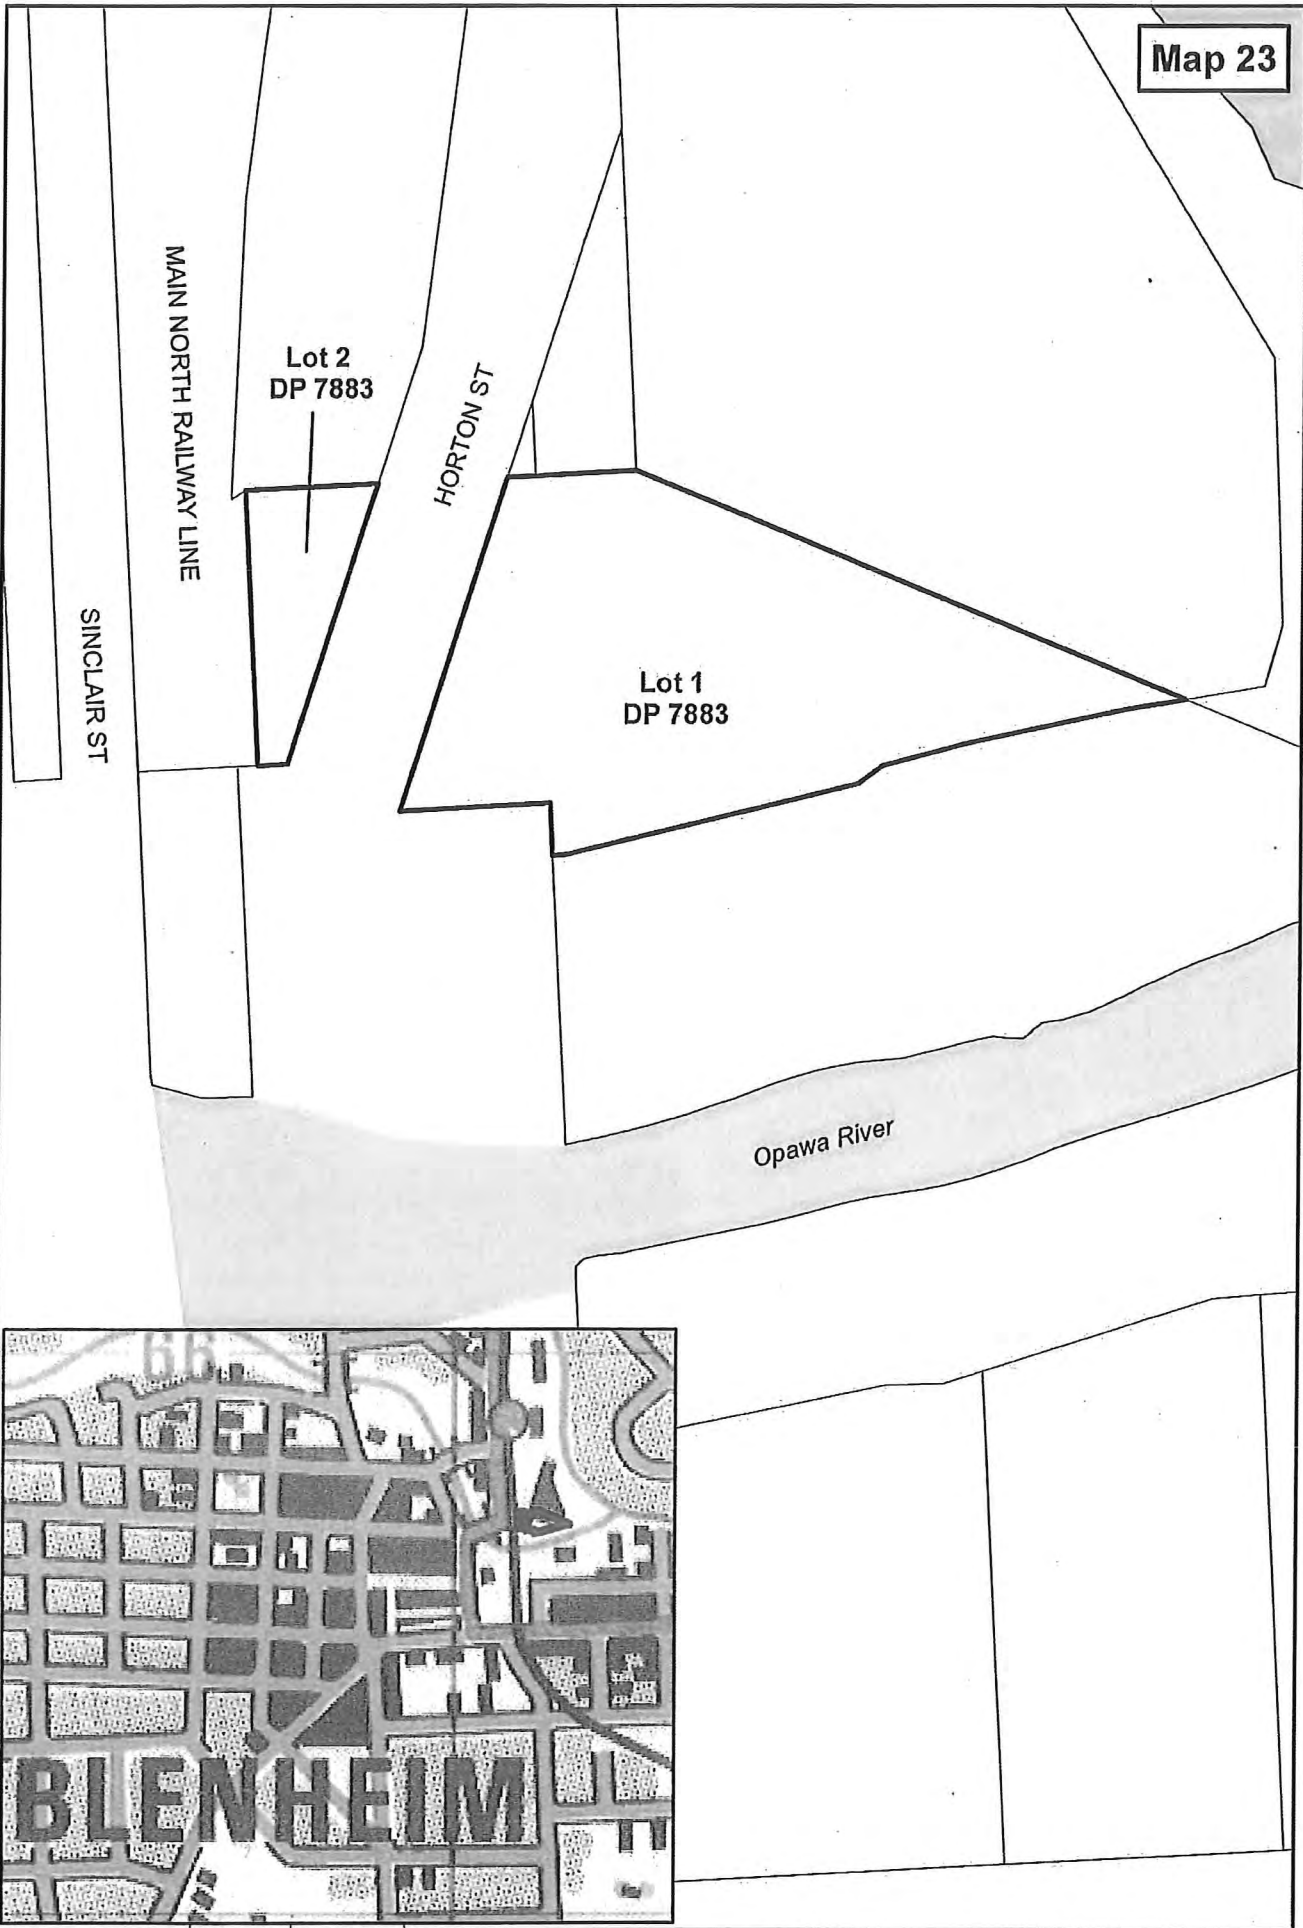 Map 23
MAIN NORTH RAILWAY LINE
Lot 2
DP 7883
HORTON ST
SINCLAIR ST
Lot 1
DP 7883
Opawa River
66
BLENHEIM